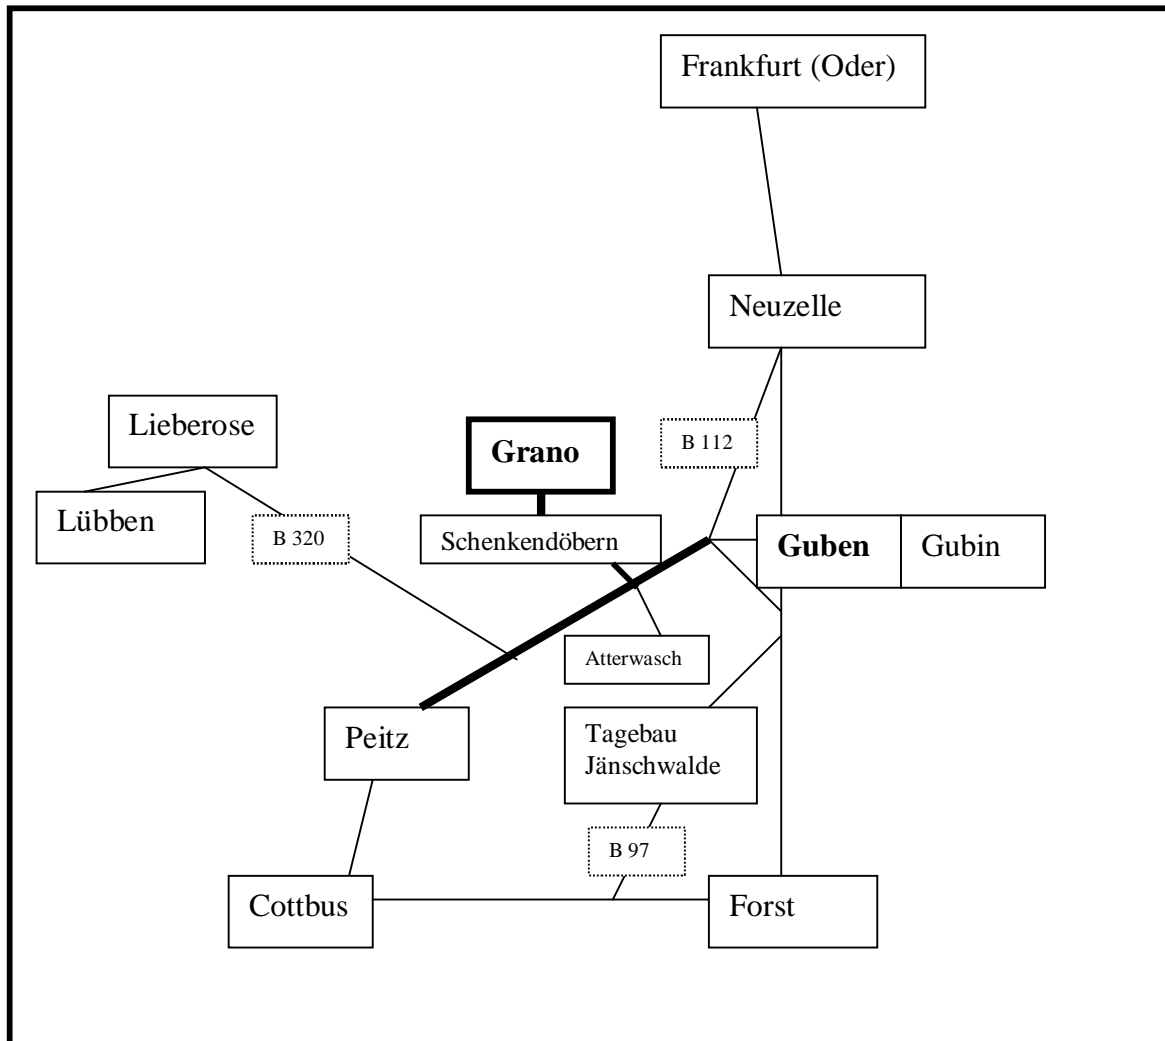 Frankfurt (Oder)
Neuzelle
Lieberose
Grano
B 112
Lübben
B 320
Schenkendöbern
Guben
Gubin
Atterwasch
Peitz
Tagebau
Jänschwalde
B 97
Cottbus
Forst